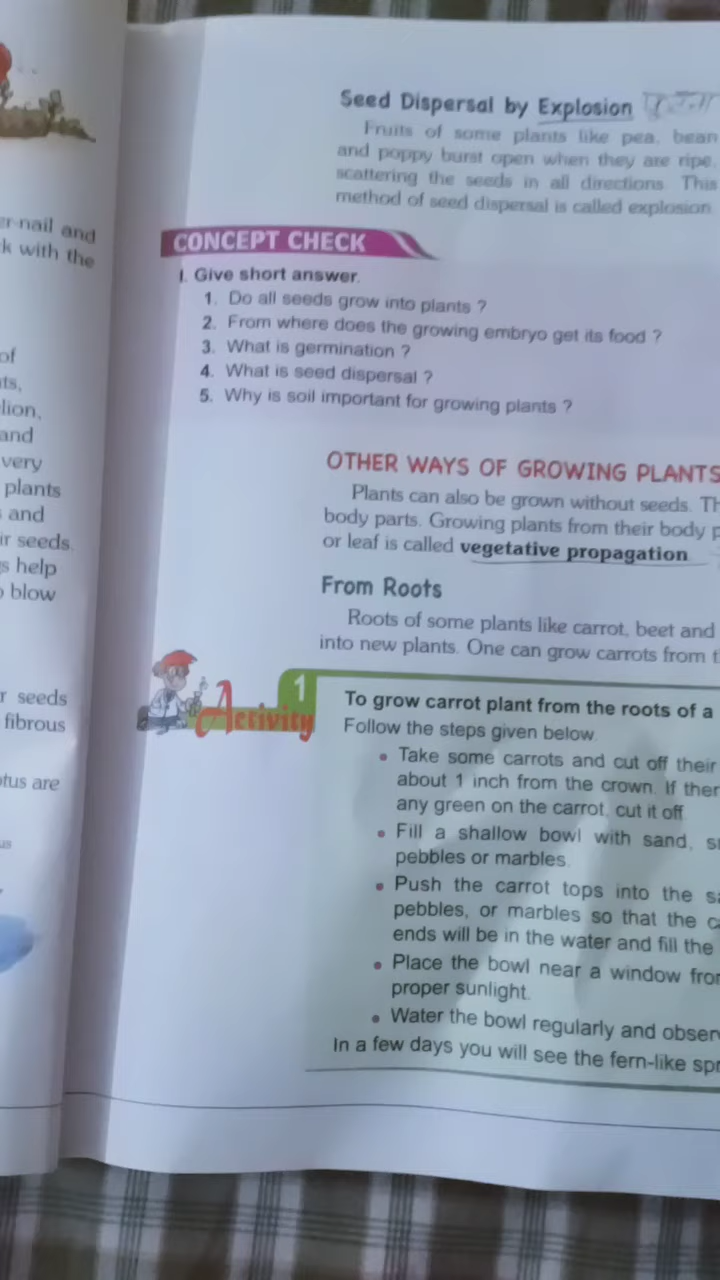 er-nail and
k with the
of
ts,
lion,
and
very
plants
and
ir seeds.
s help
blow
r seeds
fibrous
otus are
us
Seed Dispersal by Explosion
Fruits of some plants like pea, bean
and poppy burst open when they are ripe,
scattering the seeds in all directions. This
method of seed dispersal is called explosion.
CONCEPT CHECK
I. Give short answer.
1. Do all seeds grow into plants ?
2. From where does the growing embryo get its food ?
3. What is germination ?
4. What is seed dispersal ?
5. Why is soil important for growing plants ?
OTHER WAYS OF GROWING PLANTS
Plants can also be grown without seeds. Th
body parts. Growing plants from their body p
or leaf is called vegetative propagation.
From Roots
Roots of some plants like carrot, beet and
into new plants. One can grow carrots from t
Activity 1
To grow carrot plant from the roots of a
Follow the steps given below.
• Take some carrots and cut off their
about 1 inch from the crown. If ther
any green on the carrot, cut it off.
• Fill a shallow bowl with sand, s
pebbles or marbles.
• Push the carrot tops into the sa
pebbles, or marbles so that the c
ends will be in the water and fill the
• Place the bowl near a window fro
proper sunlight.
• Water the bowl regularly and obser
In a few days you will see the fern-like spr